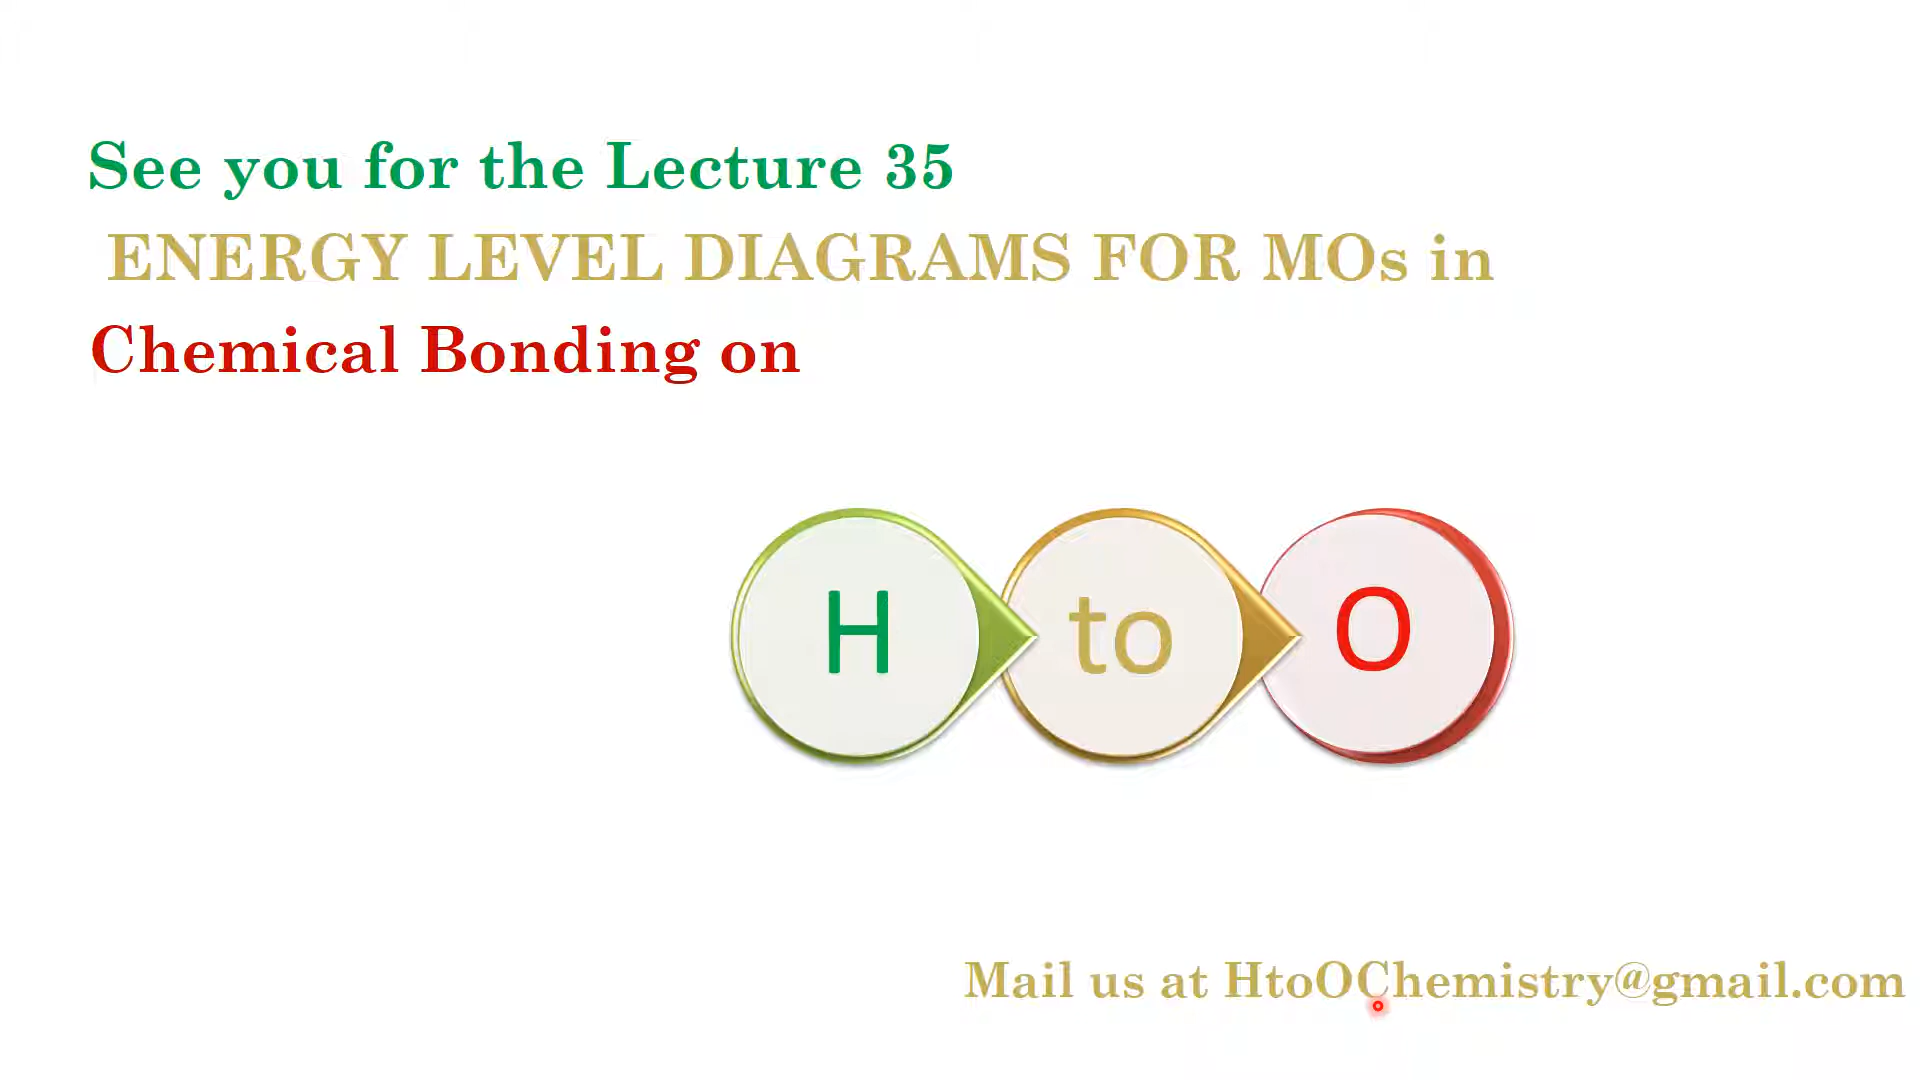 See you for the Lecture 35
ENERGY LEVEL DIAGRAMS FOR MOs in
Chemical Bonding on
H to O
Mail us at HtoOChemistry@gmail.com